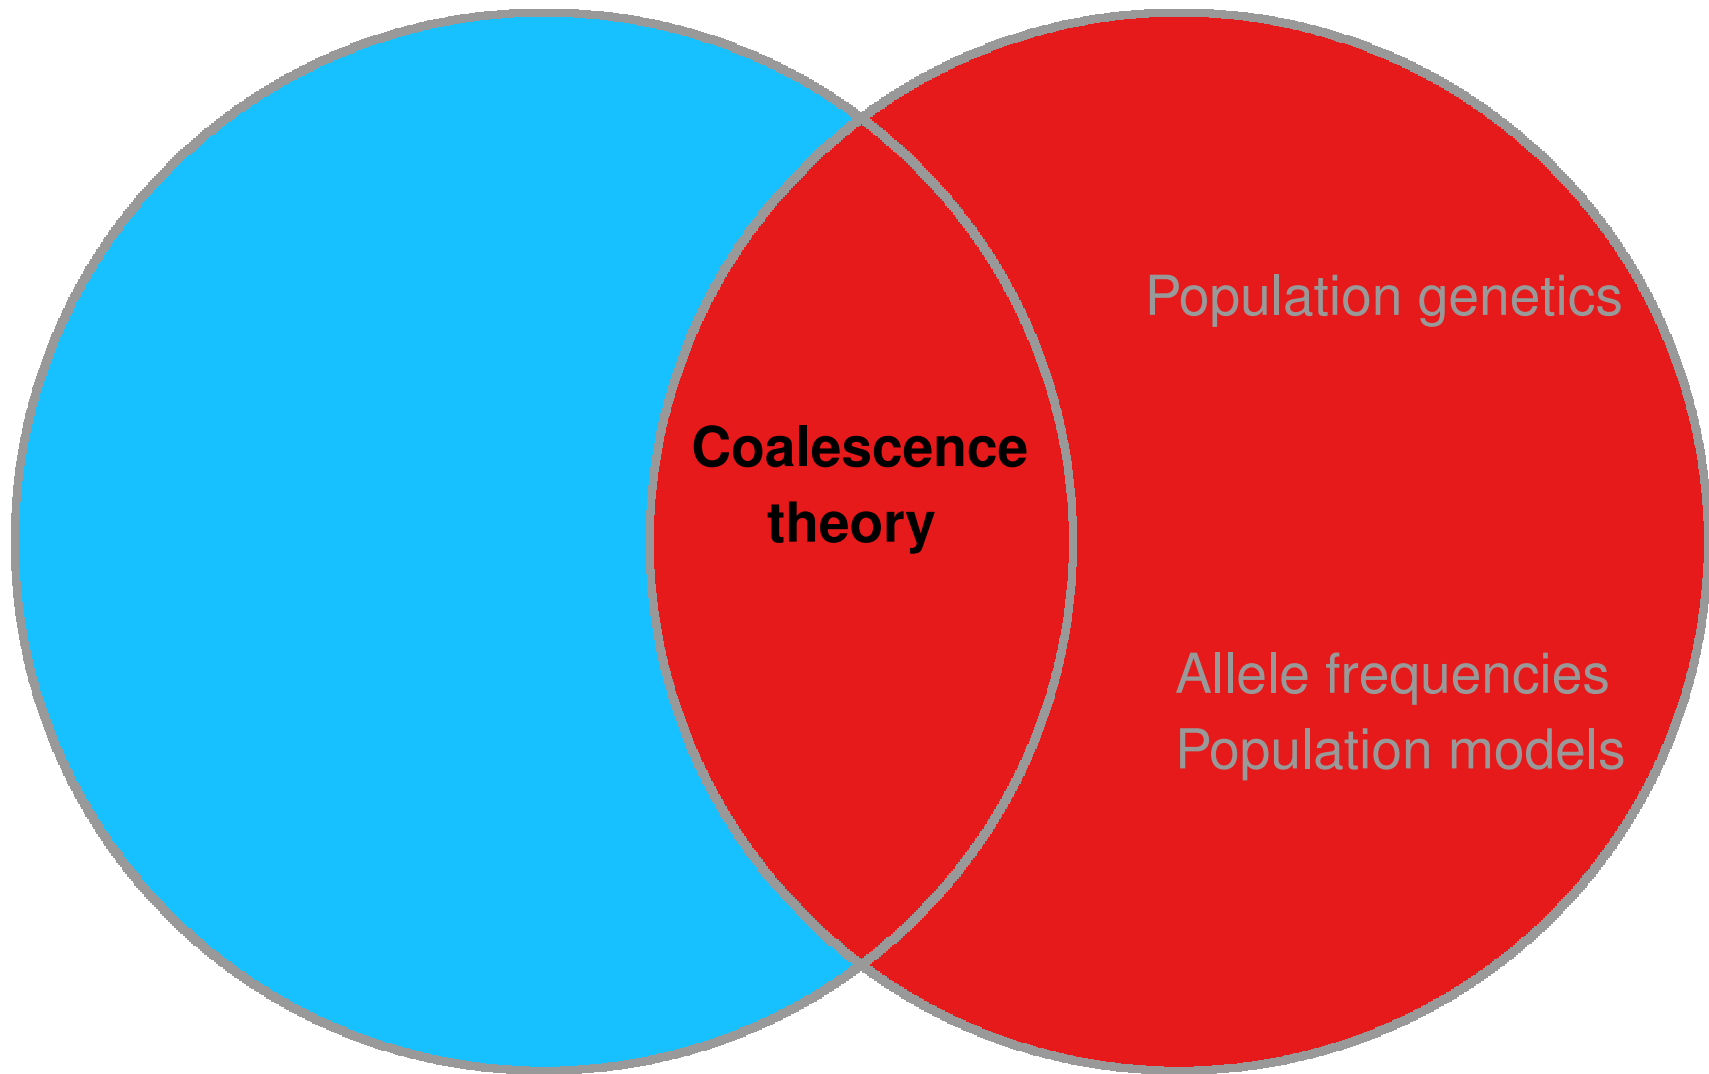 Population genetics
Coalescence
theory
Allele frequencies
Population models